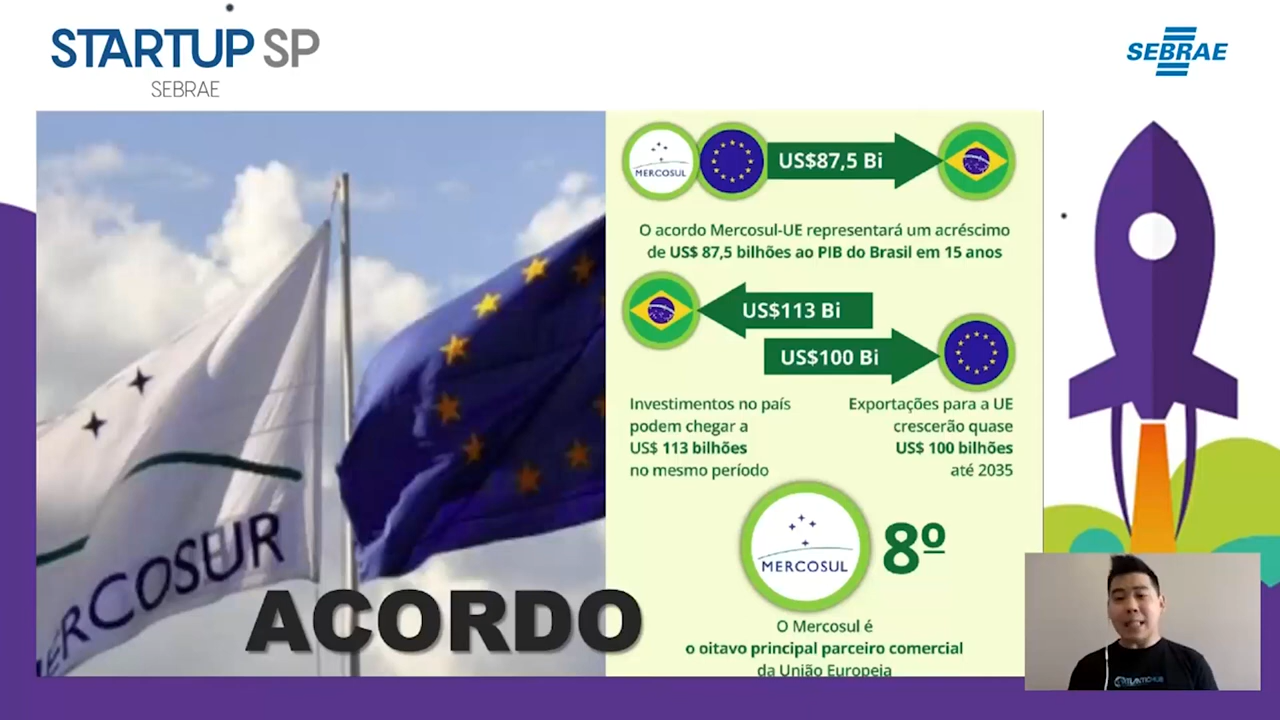 STARTUP SP
SEBRAE
SEBRAE
MERCOSUR
ACORDO
MERCOSUL
US$87,5 Bi
O acordo Mercosul-UE representará um acréscimo
de US$ 87,5 bilhões ao PIB do Brasil em 15 anos
US$113 Bi
US$100 Bi
Investimentos no país
podem chegar a
US$ 113 bilhões
no mesmo período
Exportações para a UE
crescerão quase
US$ 100 bilhões
até 2035
MERCOSUL
8º
O Mercosul é
o oitavo principal parceiro comercial
da União Europeia
ATLANTICHUB